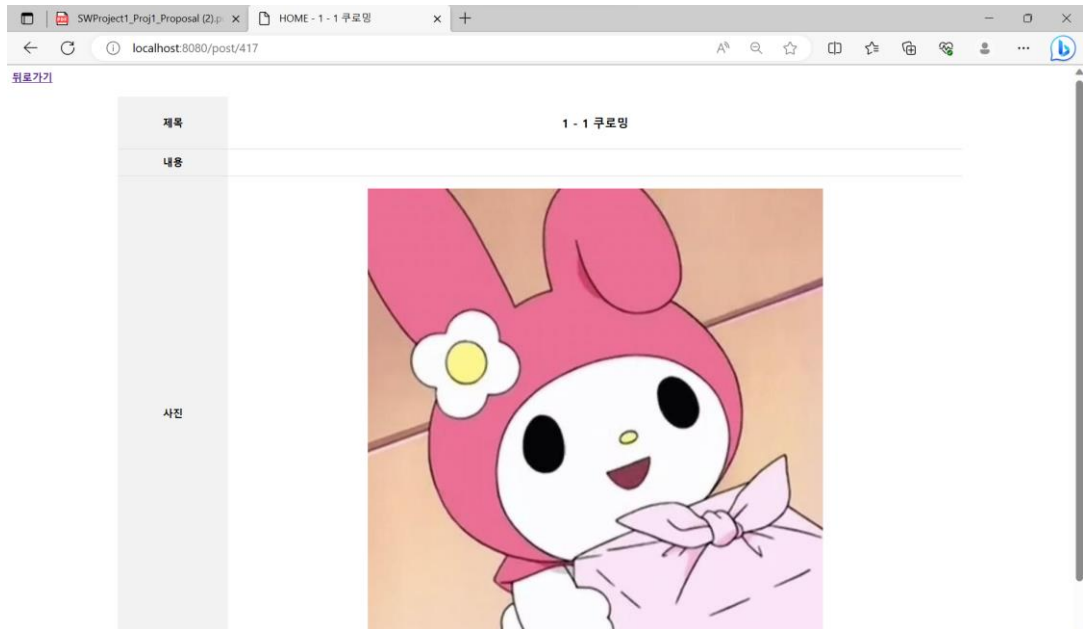 SWProject1_Proj1_Proposal (2).p
HOME - 1 - 1 쿠로밍
localhost:8080/post/417
뒤로가기
제목
1 - 1 쿠로밍
내용
사진